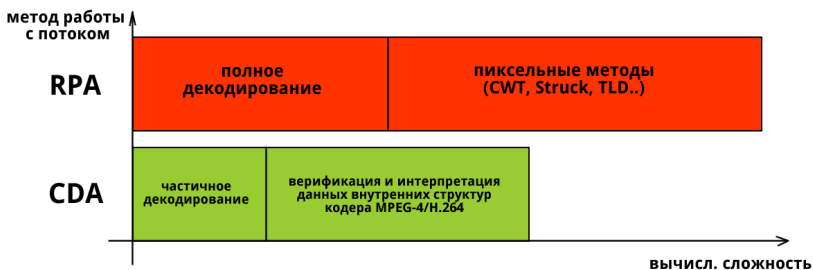 метод работы
с потоком
RPA
полное
декодирование
пиксельные методы
(CWT, Struck, TLD..)
CDA
частичное
декодирование
верификация и интерпретация
данных внутренних структур
кодера MPEG-4/H.264
вычисл. сложность